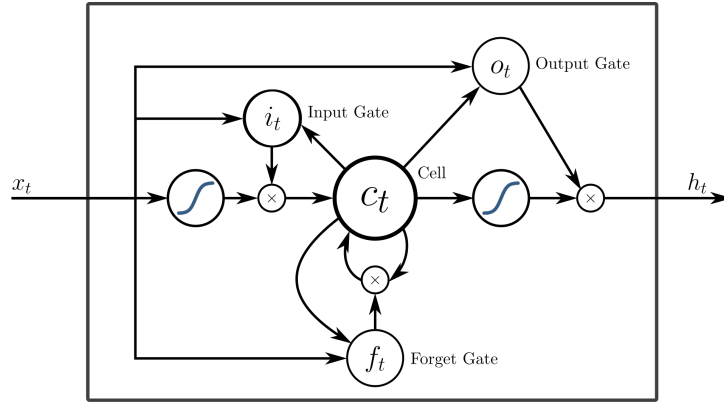 o_t
Output Gate
i_t
Input Gate
Cell
x_t
×
c_t
×
h_t
×
f_t
Forget Gate